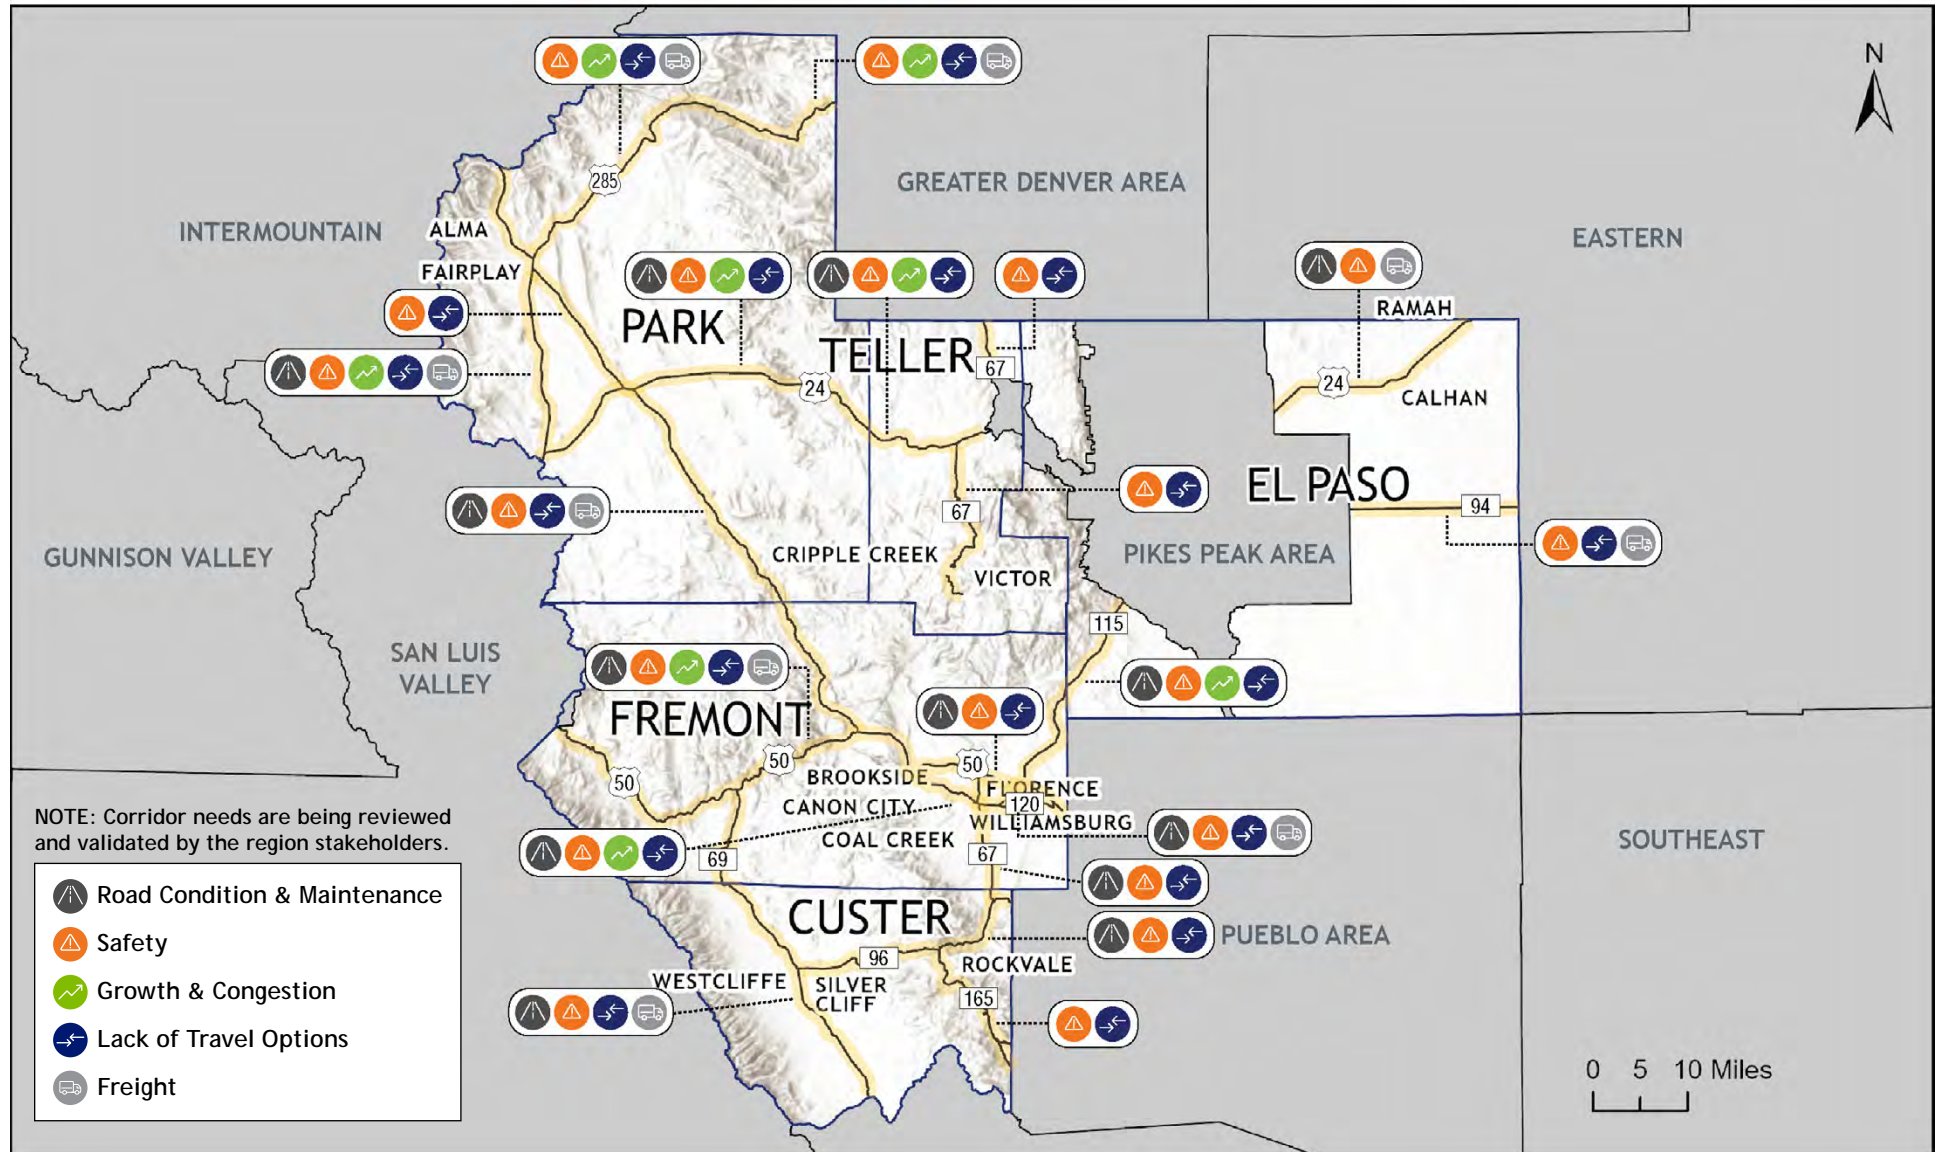 N
285
GREATER DENVER AREA
INTERMOUNTAIN
ALMA
EASTERN
FAIRPLAY
RAMAH
PARK
TELLER
67
24
24
CALHAN
EL PASO
94
67
CRIPPLE CREEK
VICTOR
PIKES PEAK AREA
GUNNISON VALLEY
115
SAN LUIS
VALLEY
FREMONT
50
50
50
BROOKSIDE
FLORENCE
CANON CITY
120
WILLIAMSBURG
COAL CREEK
67
69
SOUTHEAST
NOTE: Corridor needs are being reviewed
and validated by the region stakeholders.
Road Condition & Maintenance
Safety
Growth & Congestion
Lack of Travel Options
Freight
CUSTER
PUEBLO AREA
96
ROCKVALE
WESTCLIFFE
SILVER
CLIFF
165
0 5 10 Miles